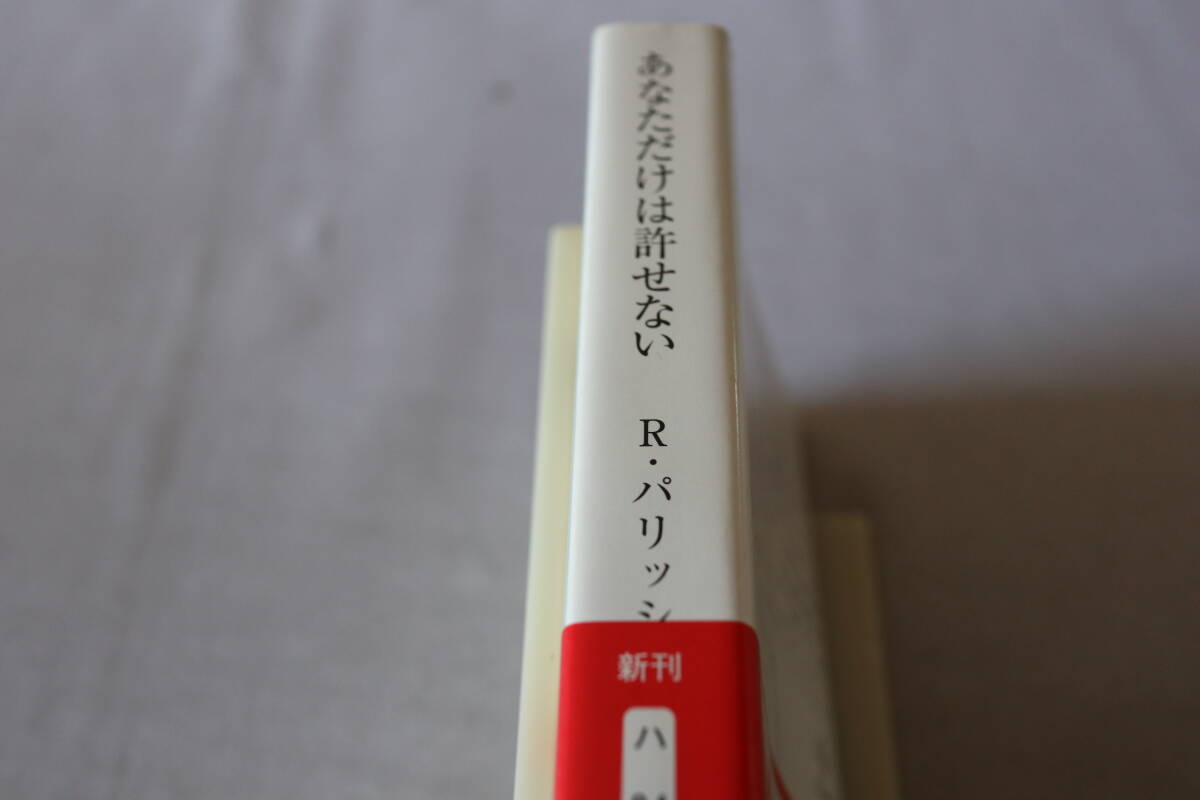 あなただけは許せない
R・パリッシ
新刊
ハ